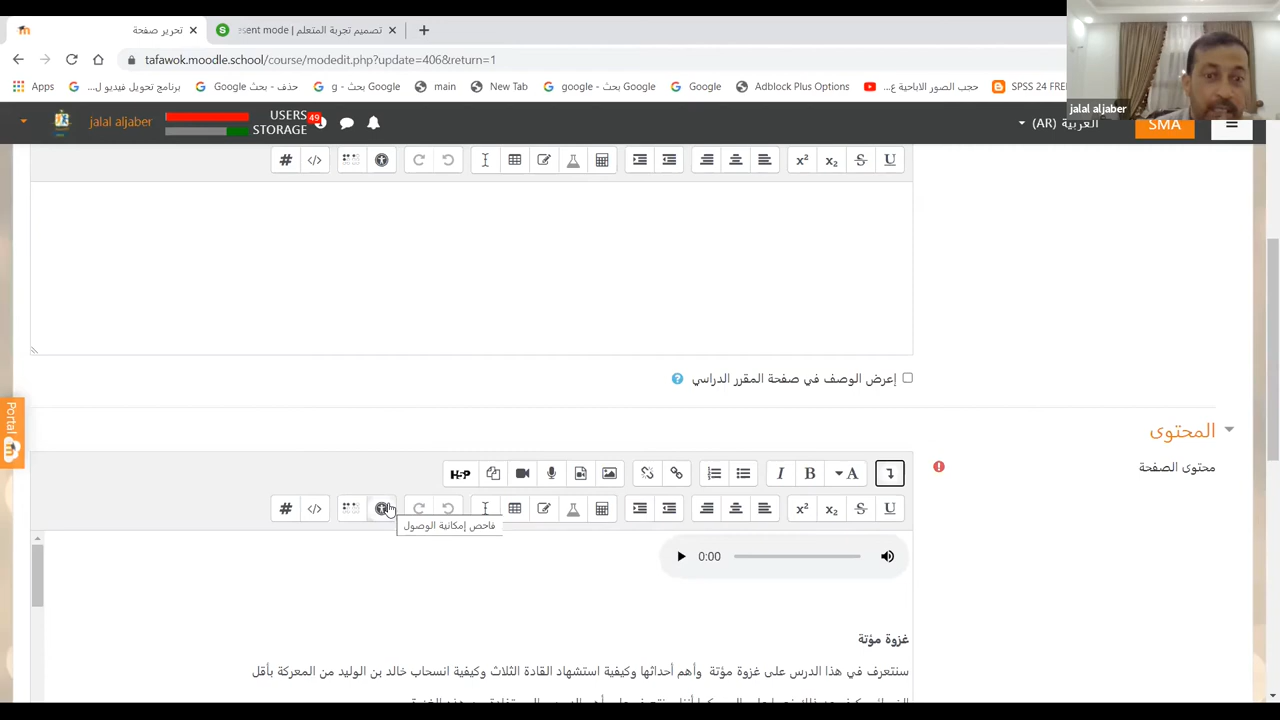 تحرير صفحة
esent mode | تصميم تجربة المتعلم
tafawok.moodle.school/course/modedit.php?update=406&return=1
Apps
برنامج تحويل فيديو ل...
حذف - بحث Google
g - بحث Google
main
New Tab
google - بحث Google
Google
Adblock Plus Options
حجب الصور الاباحية ع...
SPSS 24 FREE
jalal aljaber
jalal aljaber
USERS
STORAGE
49
العربية (AR)
SMA
إعرض الوصف في صفحة المقرر الدراسي
المحتوى
محتوى الصفحة
Portal
H-P
B
I
A
فاحص إمكانية الوصول
0:00
غزوة مؤتة
سنتعرف في هذا الدرس على غزوة مؤتة وأهم أحداثها وكيفية استشهاد القادة الثلاث وكيفية انسحاب خالد بن الوليد من المعركة بأقل